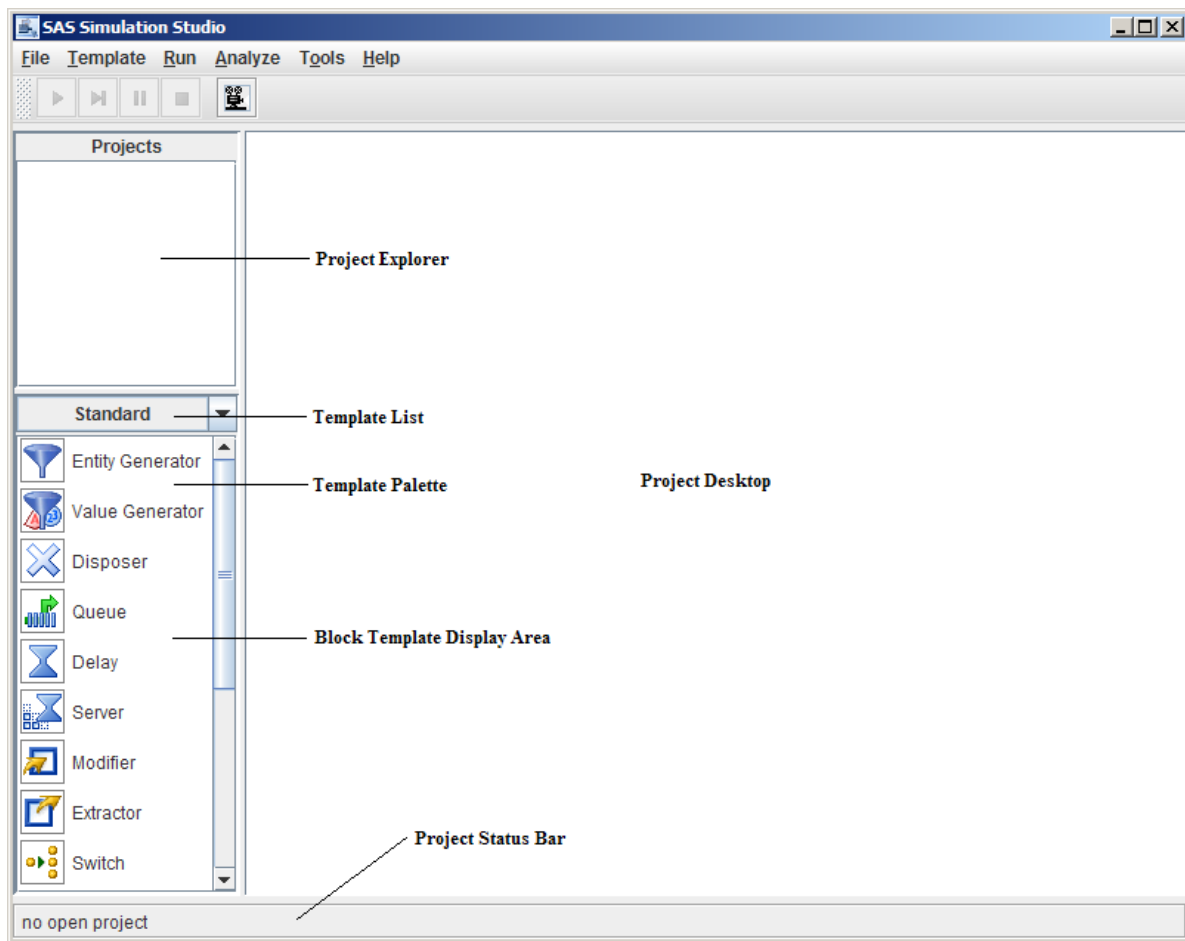 SAS Simulation Studio
File Template Run Analyze Tools Help
Projects
Project Explorer
Standard
Template List
Entity Generator
Template Palette
Project Desktop
Value Generator
Disposer
Queue
Block Template Display Area
Delay
Server
Modifier
Extractor
Project Status Bar
Switch
no open project